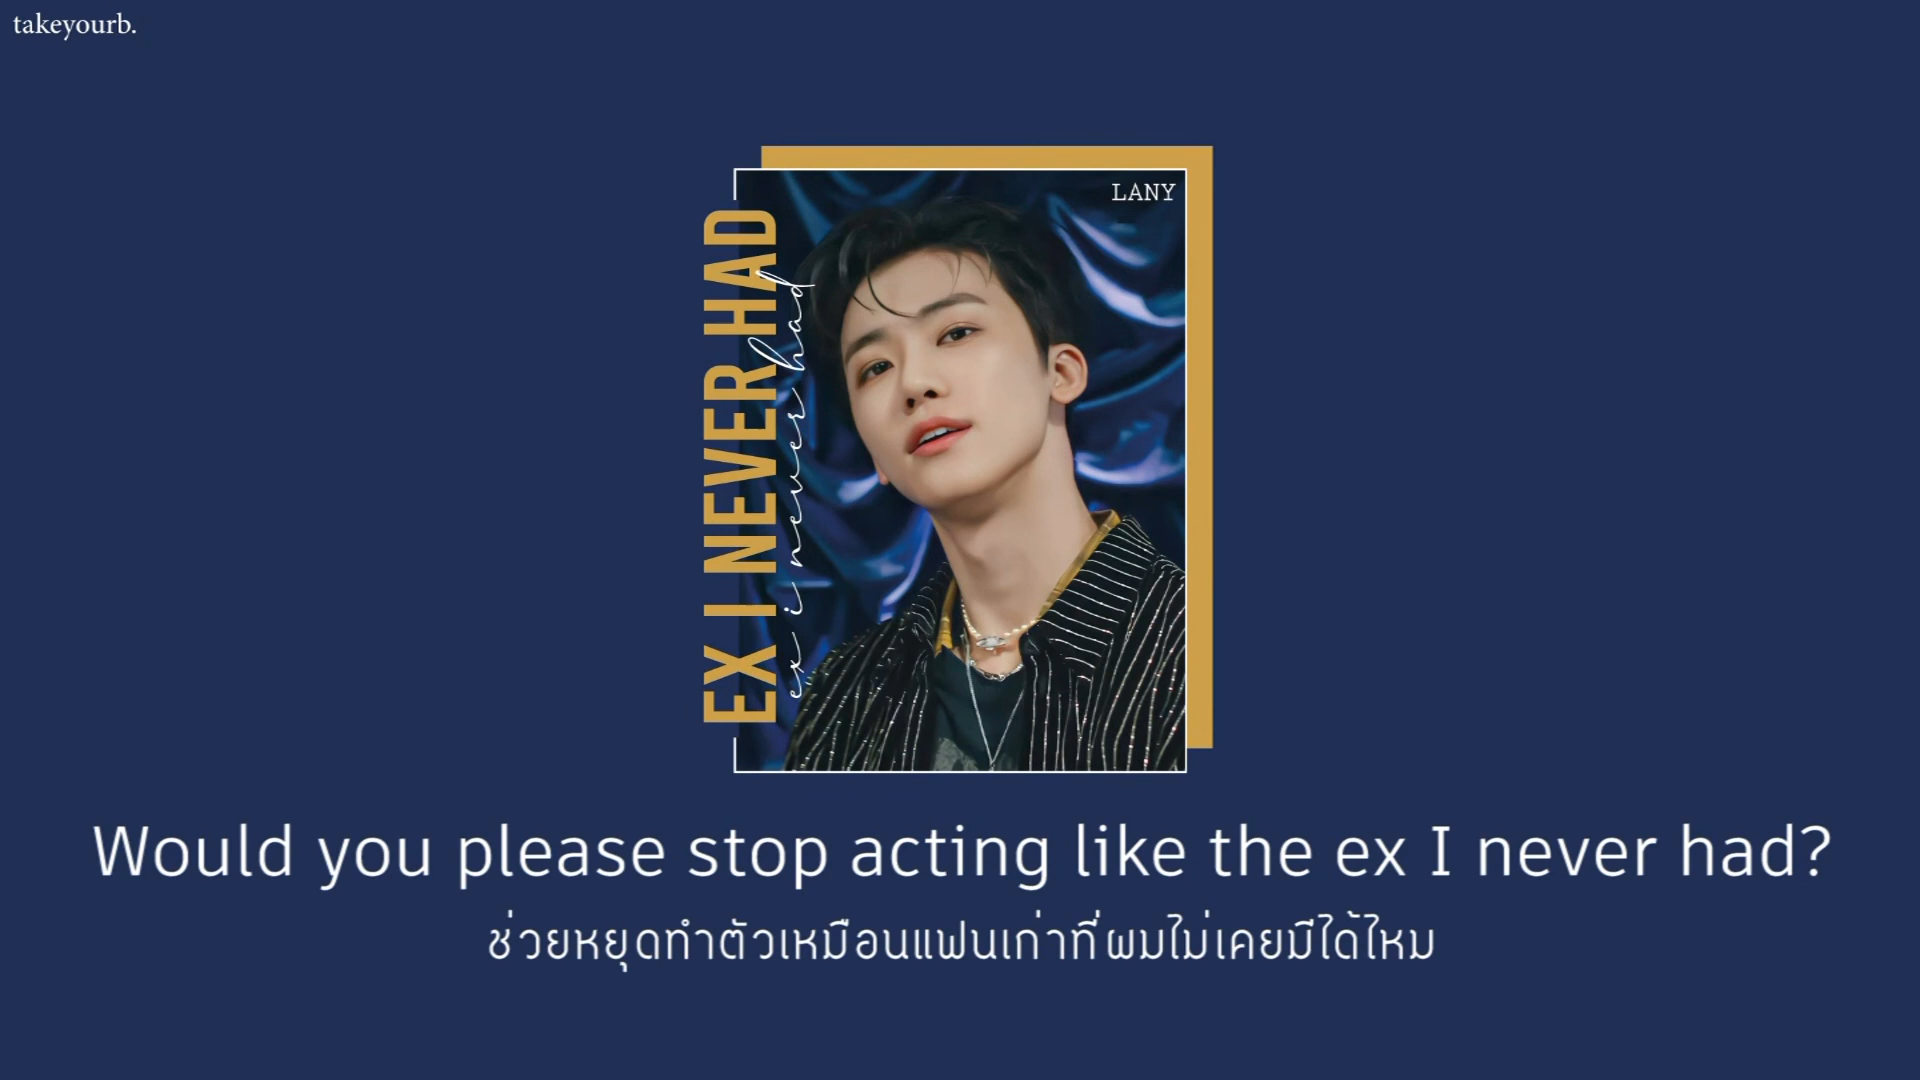 takeyourb.
LANY
EX I NEVER HAD
ex i never had
Would you please stop acting like the ex I never had?
ช่วยหยุดทำตัวเหมือนแฟนเก่าที่ผมไม่เคยมีได้ไหม